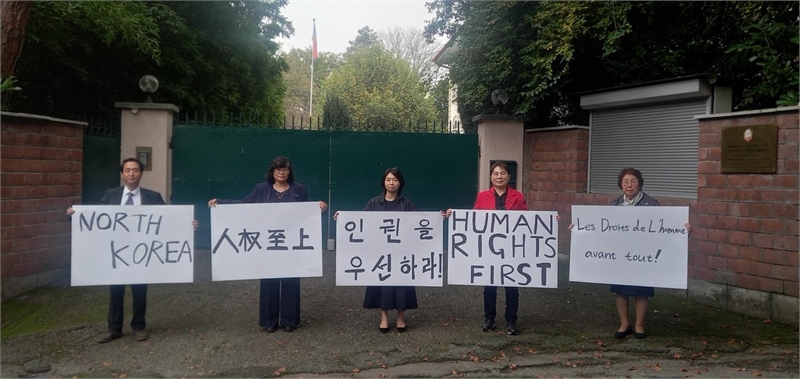 NORTH
KOREA
人权至上
인권을
우선하라!
HUMAN
RIGHTS
FIRST
Les Droits de L'homme
avant tout!